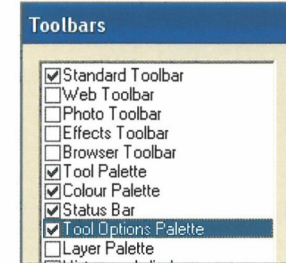 Toolbars
Standard Toolbar
Web Toolbar
Photo Toolbar
Effects Toolbar
Browser Toolbar
Tool Palette
Colour Palette
Status Bar
Tool Options Palette
Layer Palette